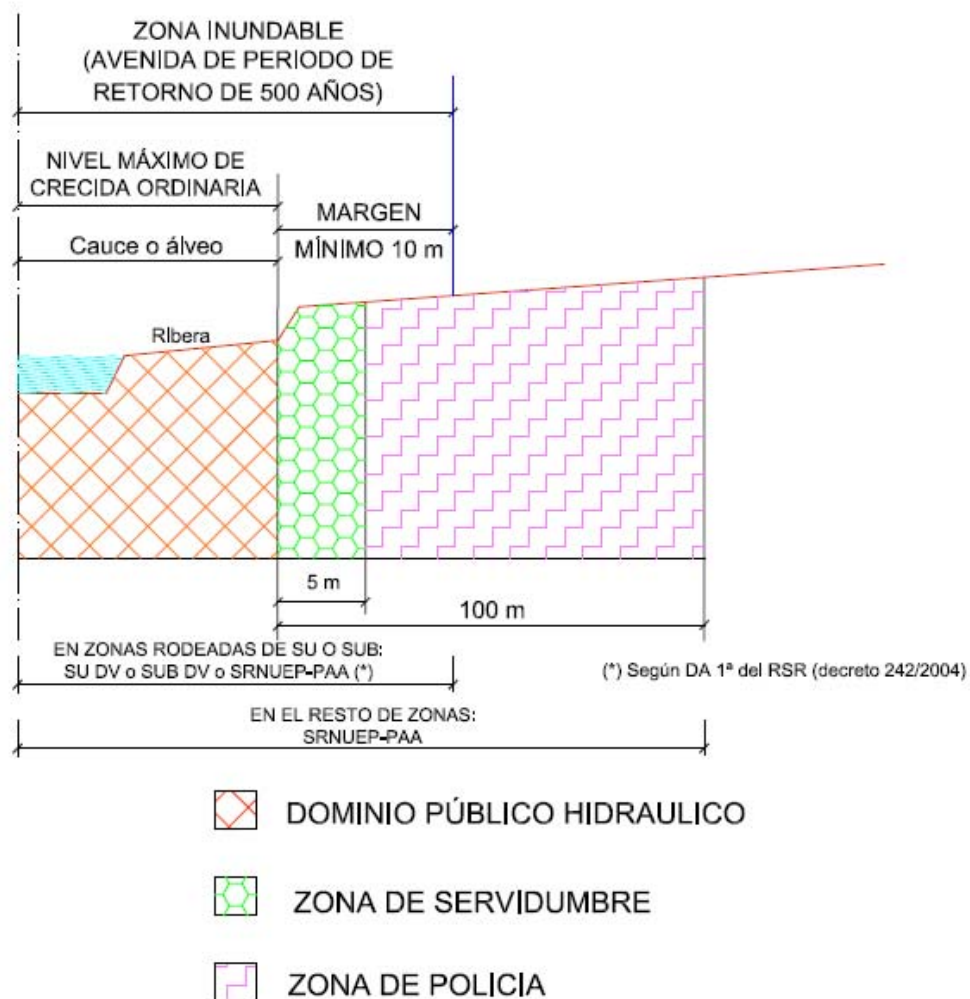 ZONA INUNDABLE
(AVENIDA DE PERIODO DE
RETORNO DE 500 AÑOS)
NIVEL MÁXIMO DE
CRECIDA ORDINARIA
MARGEN
Cauce o álveo
MÍNIMO 10 m
Ribera
5 m
100 m
EN ZONAS RODEADAS DE SU O SUB:
SU DV o SUB DV o SRNUEP-PAA (*)
(*) Según DA 1ª del RSR (decreto 242/2004)
EN EL RESTO DE ZONAS:
SRNUEP-PAA
DOMINIO PÚBLICO HIDRAULICO
ZONA DE SERVIDUMBRE
ZONA DE POLICÍA